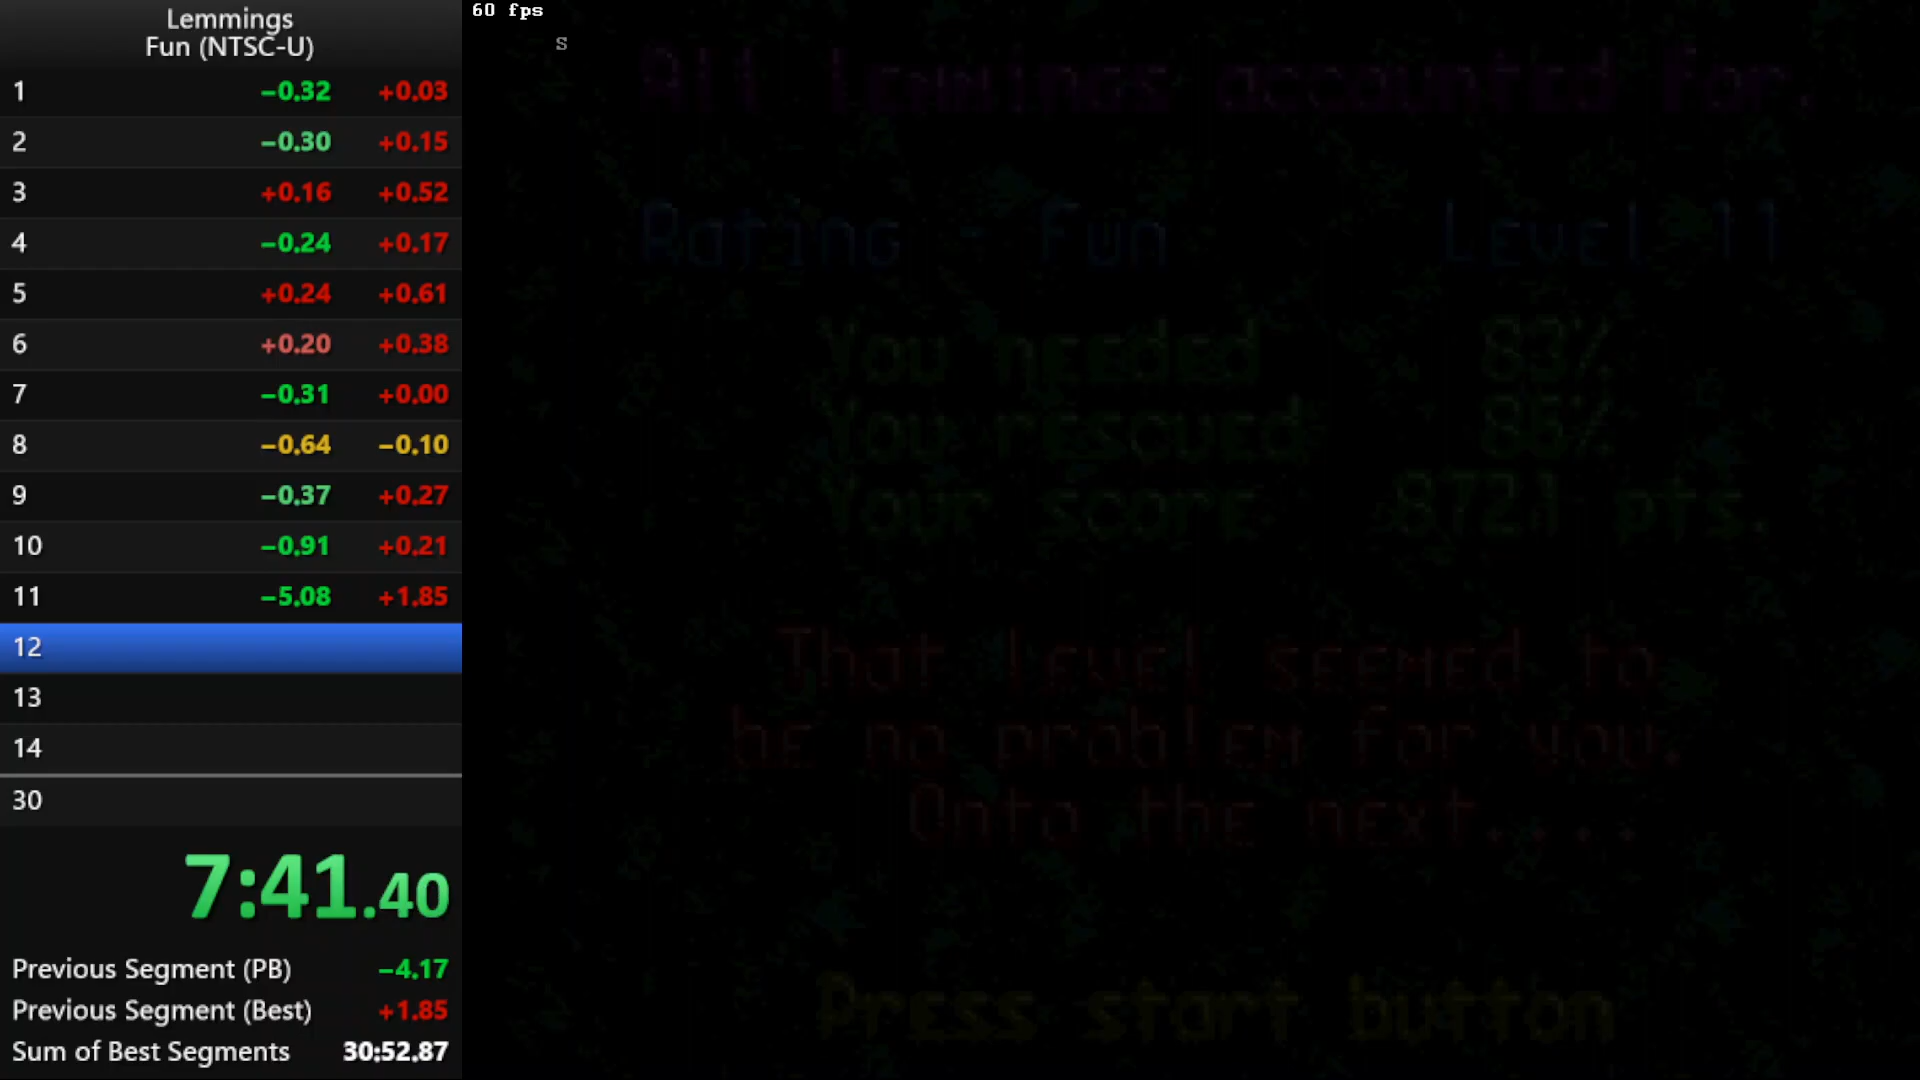 Lemmings
Fun (NTSC-U)
1 −0.32 +0.03
2 −0.30 +0.15
3 +0.16 +0.52
4 −0.24 +0.17
5 +0.24 +0.61
6 +0.20 +0.38
7 −0.31 +0.00
8 −0.64 −0.10
9 −0.37 +0.27
10 −0.91 +0.21
11 −5.08 +1.85
12
13
14
30
7:41.40
Previous Segment (PB) −4.17
Previous Segment (Best) +1.85
Sum of Best Segments 30:52.87
60 fps
S
All lemmings accounted for.
Rating - Fun Level 11
You needed 83%
You rescued 86%
Your score 8721 pts.
That level seemed to
be no problem for you.
Onto the next....
Press start button